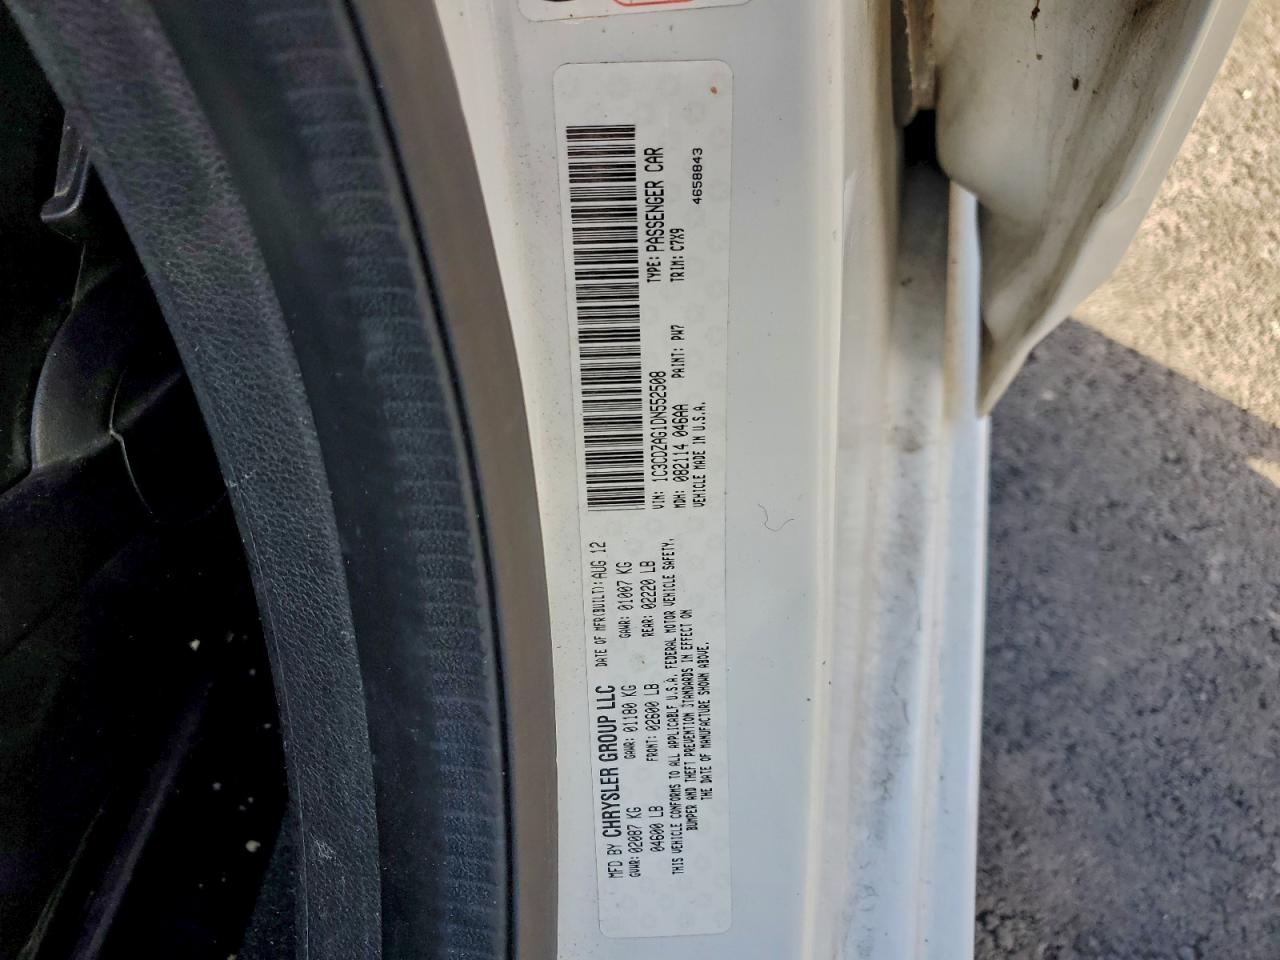 MFD BY CHRYSLER GROUP LLC DATE OF MFR(BUILT): AUG 12
GVWR: 02087 KG GAWR: 01180 KG GAWR: 01007 KG
04600 LB FRONT: 02600 LB REAR: 02220 LB
THIS VEHICLE CONFORMS TO ALL APPLICABLE U.S.A. FEDERAL MOTOR VEHICLE SAFETY,
BUMPER AND THEFT PREVENTION STANDARDS IN EFFECT ON
THE DATE OF MANUFACTURE SHOWN ABOVE.
VIN: 1C3CDZAG1DN552508 TYPE: PASSENGER CAR
MDH: 082114 046AA PAINT: PW7 TRIM: C7X9
VEHICLE MADE IN U.S.A. 4658843